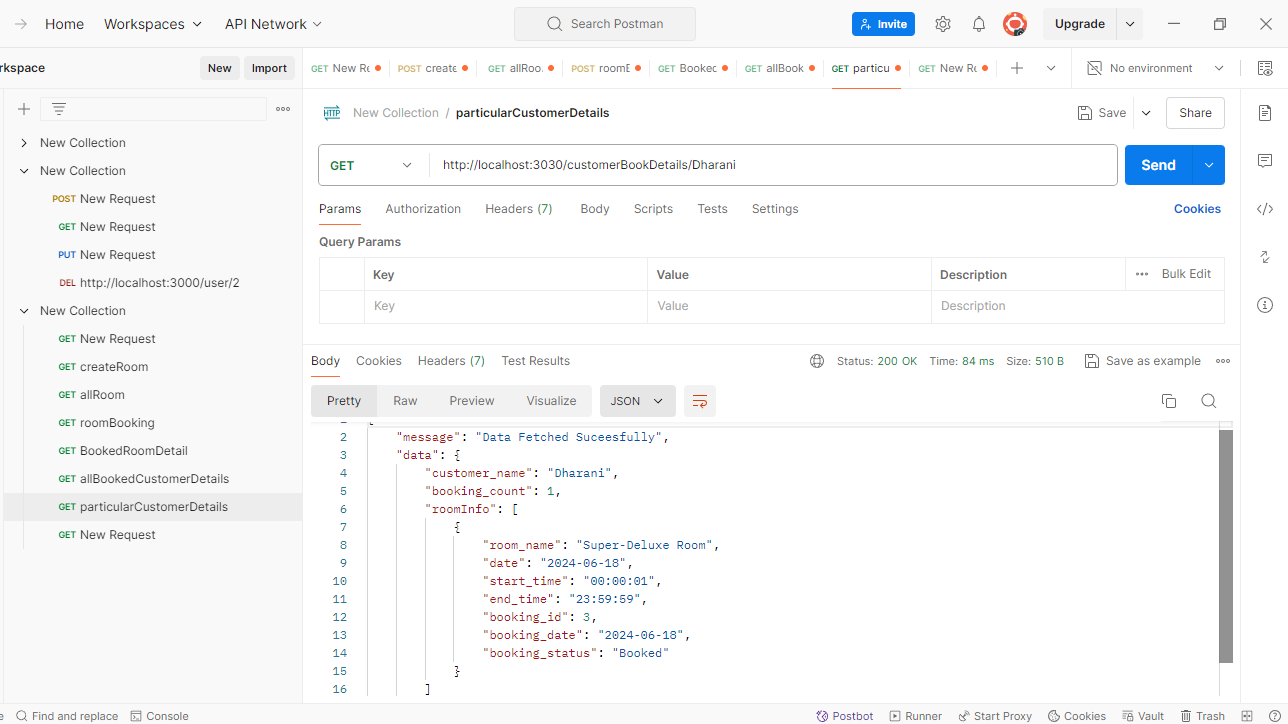 Home Workspaces API Network Search Postman Invite Upgrade
rkspace New Import GET New Re POST create GET allRoo. POST roomB GET Bookec GET allBook GET particu GET New Re No environment
New Collection / particularCustomerDetails Save Share
New Collection
New Collection
POST New Request
GET New Request
PUT New Request
DEL http://localhost:3000/user/2
New Collection
GET New Request
GET createRoom
GET allRoom
GET roomBooking
GET BookedRoomDetail
GET allBookedCustomerDetails
GET particularCustomerDetails
GET New Request
GET http://localhost:3030/customerBookDetails/Dharani Send
Params Authorization Headers (7) Body Scripts Tests Settings Cookies
Query Params
Key Value Description Bulk Edit
Key Value Description
Body Cookies Headers (7) Test Results Status: 200 OK Time: 84 ms Size: 510 B Save as example
Pretty Raw Preview Visualize JSON
2 "message": "Data Fetched Suceesfully",
3 "data": {
4 "customer_name": "Dharani",
5 "booking_count": 1,
6 "roomInfo": [
7 {
8 "room_name": "Super-Deluxe Room",
9 "date": "2024-06-18",
10 "start_time": "00:00:01",
11 "end_time": "23:59:59",
12 "booking_id": 3,
13 "booking_date": "2024-06-18",
14 "booking_status": "Booked"
15 }
16 ]
Find and replace Console Postbot Runner Start Proxy Cookies Vault Trash